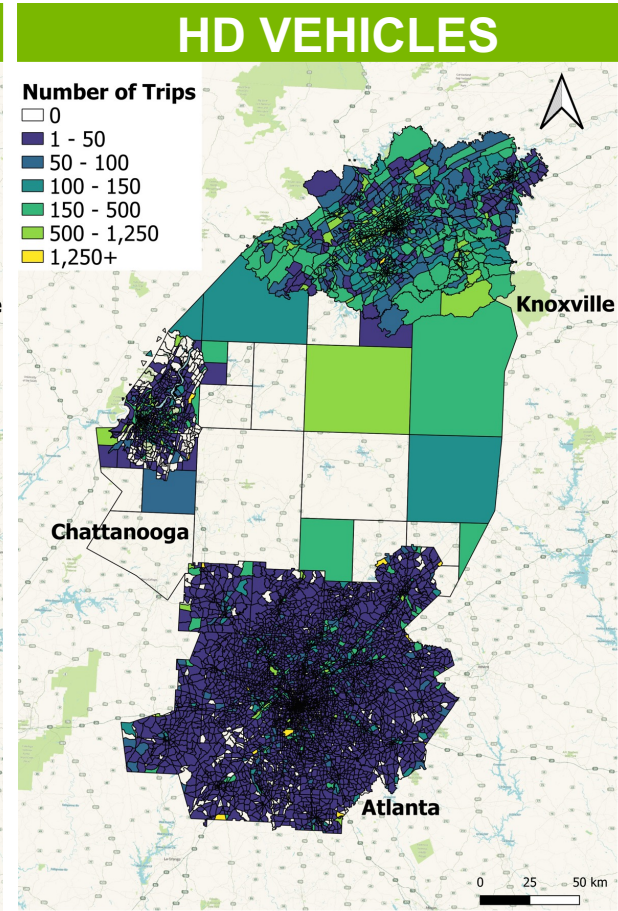 HD VEHICLES
Number of Trips
0
1 - 50
50 - 100
100 - 150
150 - 500
500 - 1,250
1,250+
Knoxville
Chattanooga
Atlanta
0 25 50 km